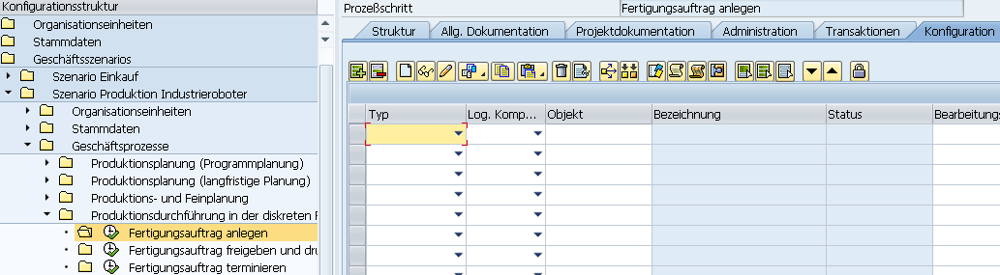 Konfigurationsstruktur
Organisationseinheiten
Stammdaten
Geschäftsszenarios
Szenario Einkauf
Szenario Produktion Industrieroboter
Organisationseinheiten
Stammdaten
Geschäftsprozesse
Produktionsplanung (Programmplanung)
Produktionsplanung (langfristige Planung)
Produktions- und Feinplanung
Produktionsdurchführung in der diskreten F
Fertigungsauftrag anlegen
Fertigungsauftrag freigeben und dru
Fertigungsauftrag terminieren
Prozeßschritt Fertigungsauftrag anlegen
Struktur Allg. Dokumentation Projektdokumentation Administration Transaktionen Konfiguration
Typ Log. Komp... Objekt Bezeichnung Status Bearbeitungs